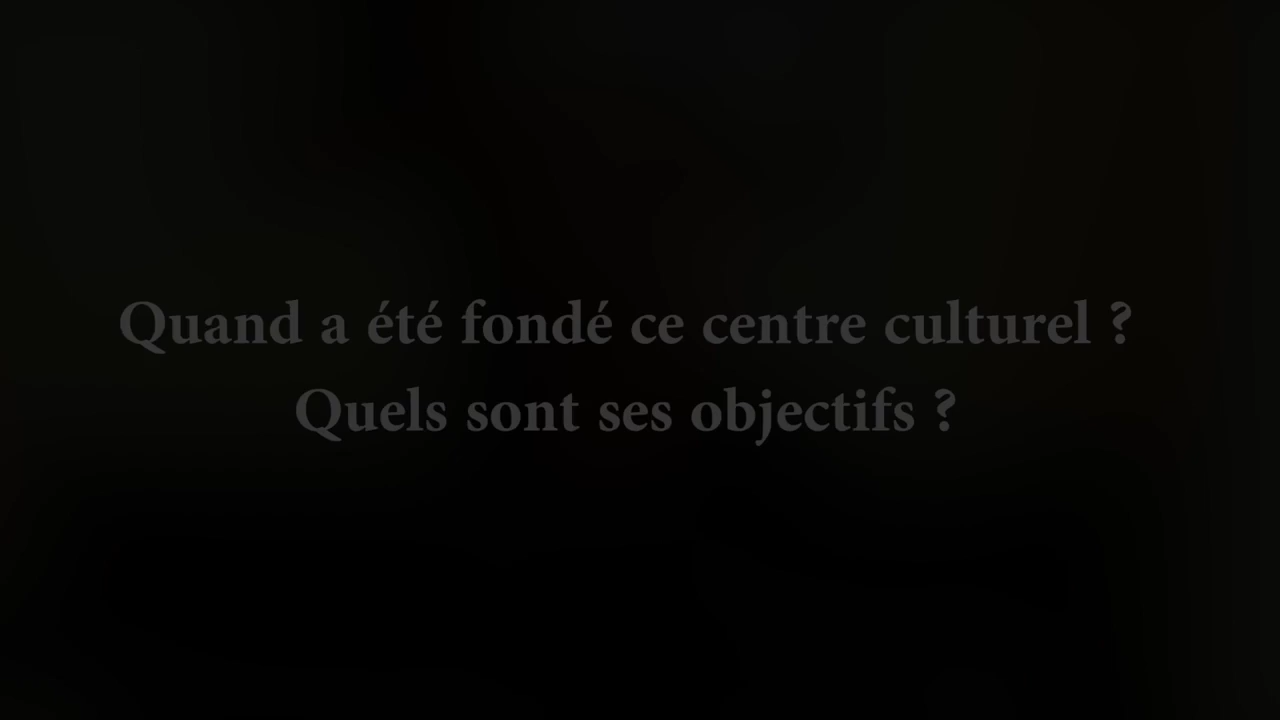 Quand a été fondé ce centre culturel ?
Quels sont ses objectifs ?